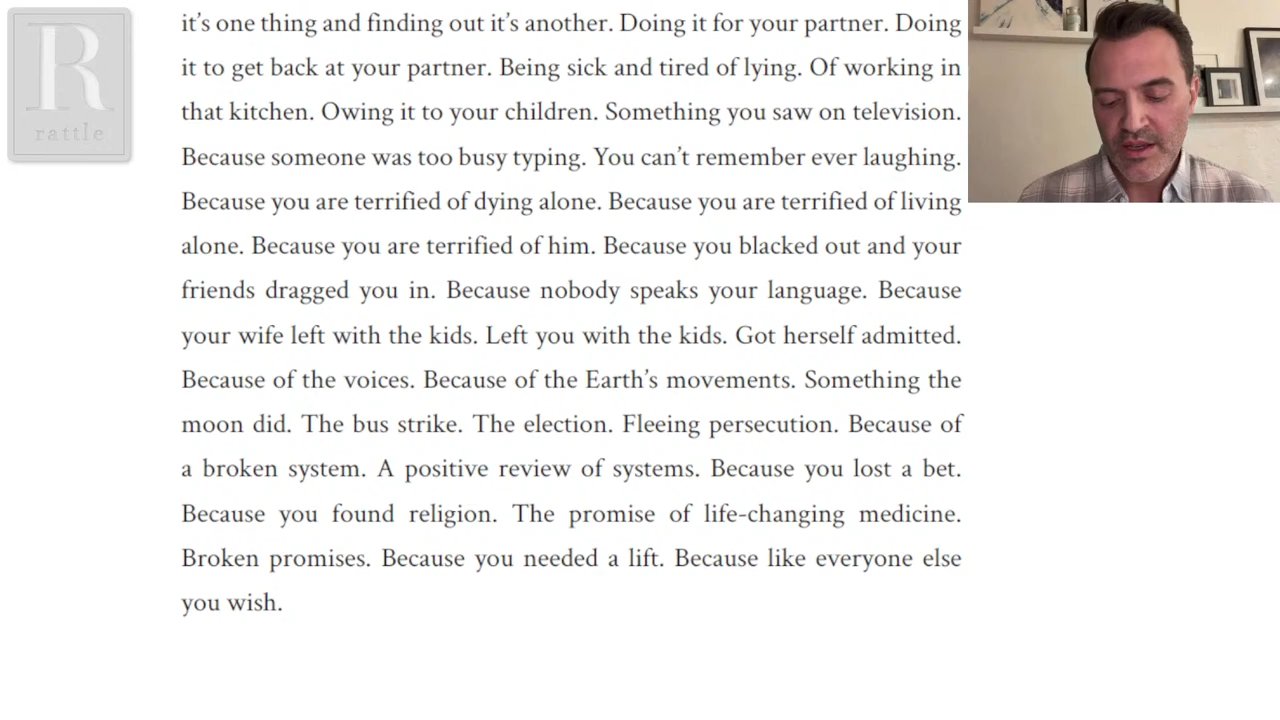 R
rattle
it’s one thing and finding out it’s another. Doing it for your partner. Doing
it to get back at your partner. Being sick and tired of lying. Of working in
that kitchen. Owing it to your children. Something you saw on television.
Because someone was too busy typing. You can’t remember ever laughing.
Because you are terrified of dying alone. Because you are terrified of living
alone. Because you are terrified of him. Because you blacked out and your
friends dragged you in. Because nobody speaks your language. Because
your wife left with the kids. Left you with the kids. Got herself admitted.
Because of the voices. Because of the Earth’s movements. Something the
moon did. The bus strike. The election. Fleeing persecution. Because of
a broken system. A positive review of systems. Because you lost a bet.
Because you found religion. The promise of life-changing medicine.
Broken promises. Because you needed a lift. Because like everyone else
you wish.